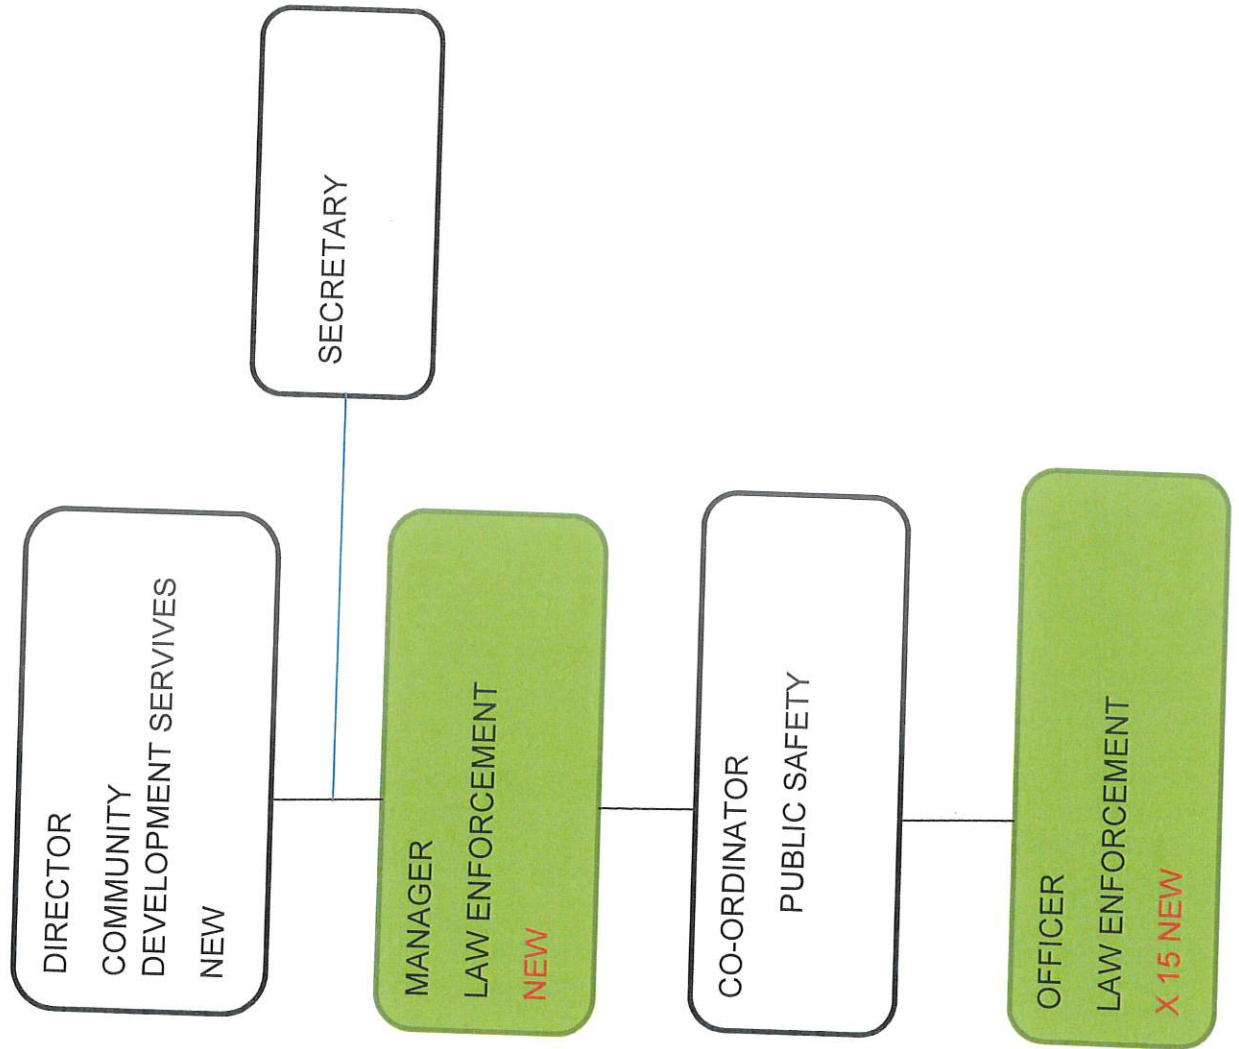 DIRECTOR
COMMUNITY
DEVELOPMENT SERVIVES
NEW
SECRETARY
MANAGER
LAW ENFORCEMENT
NEW
CO-ORDINATOR
PUBLIC SAFETY
OFFICER
LAW ENFORCEMENT
X 15 NEW